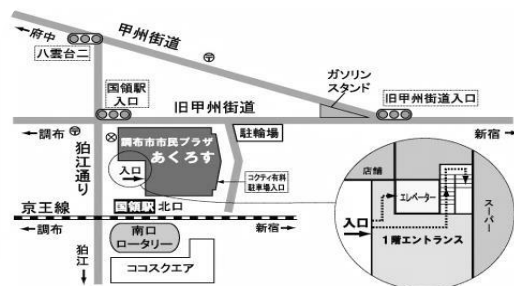 ←府中
甲州街道
八雲台二
国領駅
入口
ガソリン
スタンド
旧甲州街道
旧甲州街道入口
←調布
狛江通り
調布市市民プラザ
あくろす
駐輪場
新宿→
入口
コクティ有料
駐車場入口
京王線
国領駅 北口
←調布
南口
ロータリー
新宿→
狛江
ココスクエア
店舗
エレベーター
スーパー
入口
1階エントランス